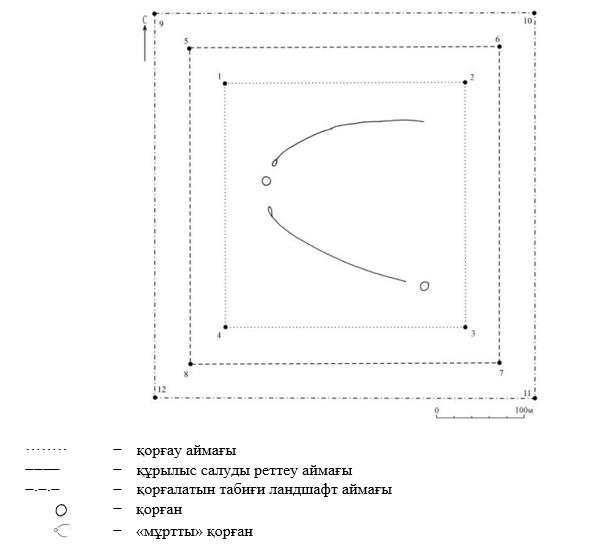 С
9
10
5
6
1
2
4
3
8
7
12
11
0 100м
........ – қорғау аймағы
–––– – құрылыс салуды реттеу аймағы
–·–·– – қорғалатын табиғи ландшафт аймағы
– қорған
– «мұртты» қорған